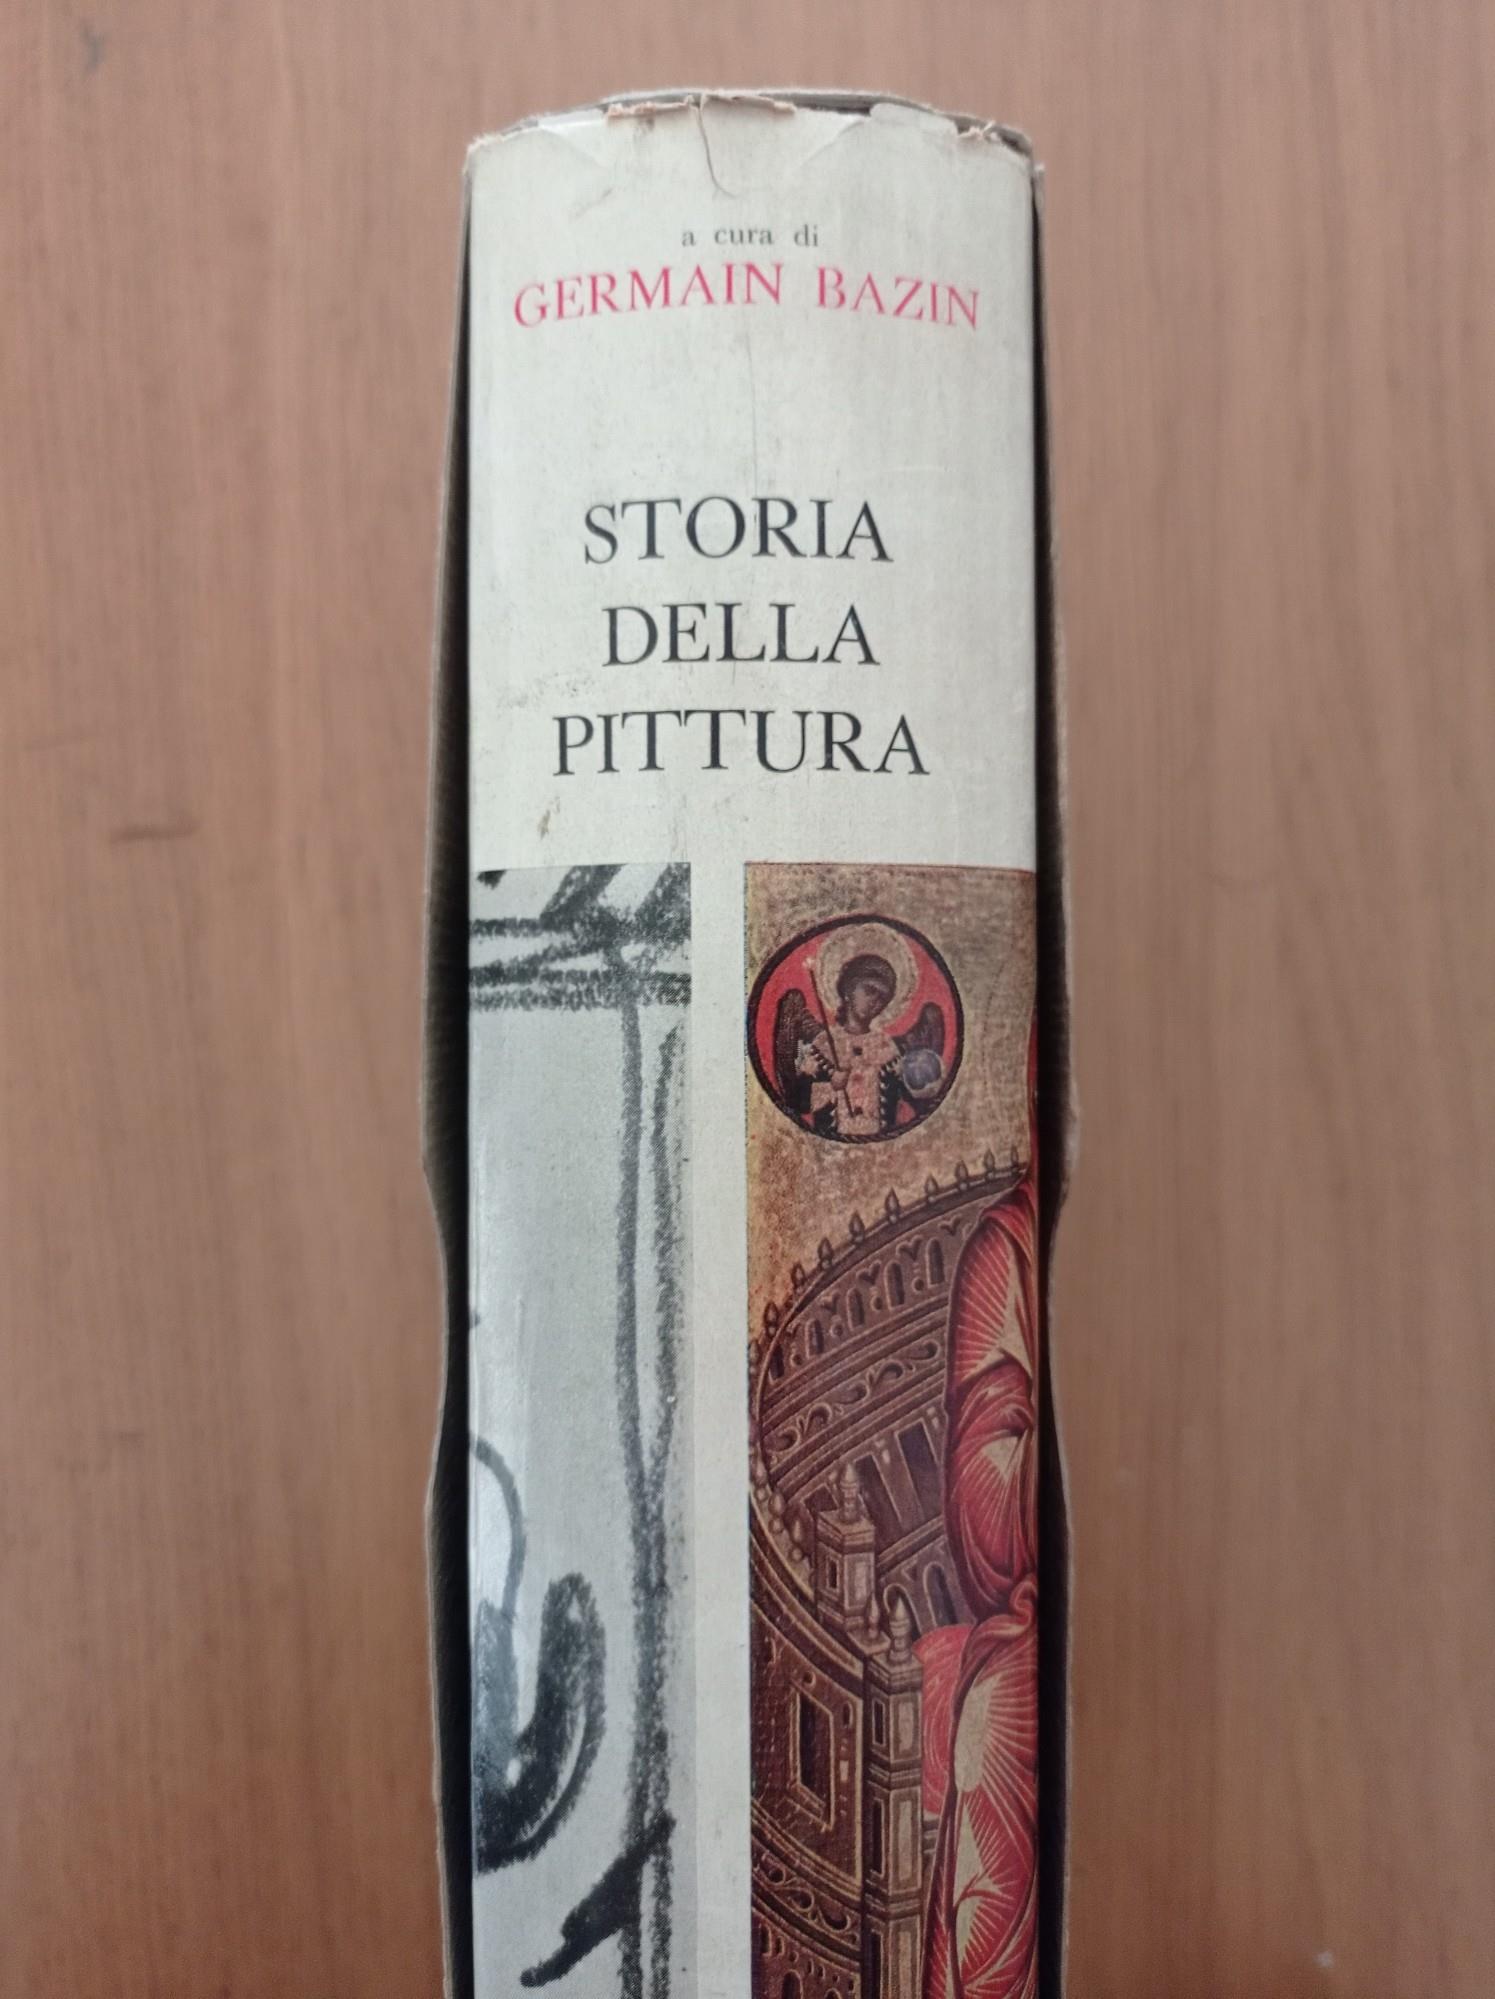 a cura di
GERMAIN BAZIN
STORIA
DELLA
PITTURA